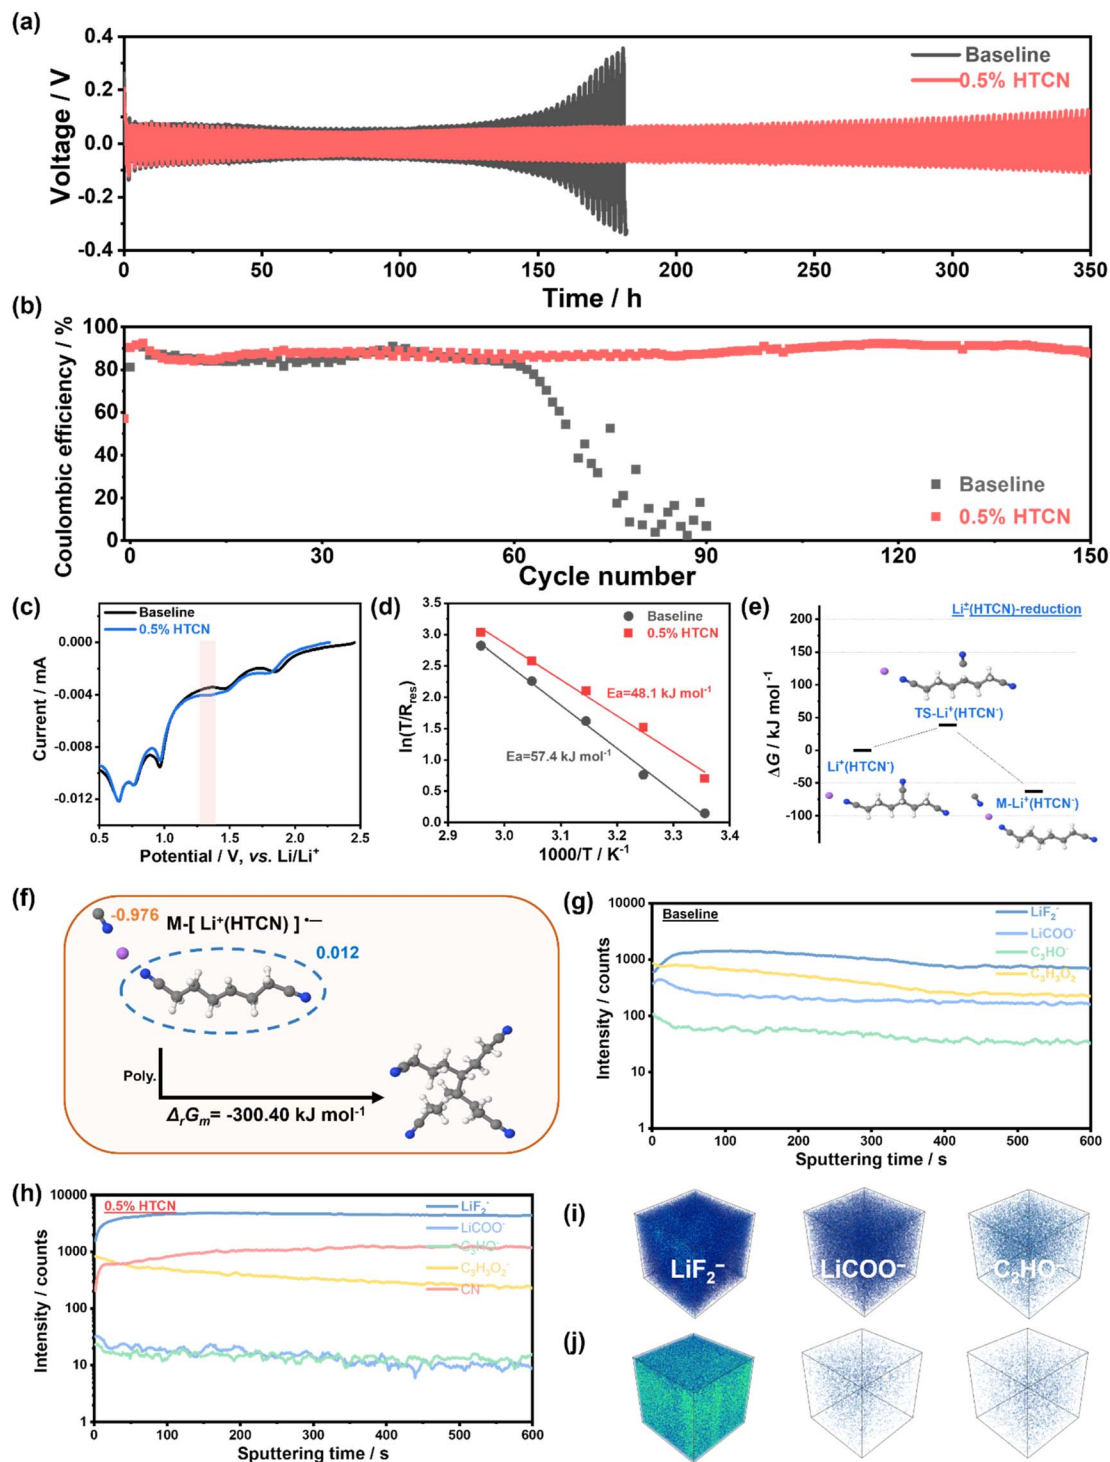 (a)
0.4
0.2
0.0
-0.2
-0.4
Voltage / V
Baseline
0.5% HTCN
0 50 100 150 200 250 300 350
Time / h
(b)
100
80
60
40
20
0
Coulombic efficiency / %
Baseline
0.5% HTCN
0 30 60 90 120 150
Cycle number
(c)
Baseline
0.5% HTCN
0.000
-0.004
-0.008
-0.012
Current / mA
0.5 1.0 1.5 2.0 2.5
Potential / V, vs. Li/Li⁺
(d)
3.5
3.0
2.5
2.0
1.5
1.0
0.5
0.0
ln(T/Rres)
Baseline
0.5% HTCN
Ea=48.1 kJ mol⁻¹
Ea=57.4 kJ mol⁻¹
2.9 3.0 3.1 3.2 3.3 3.4
1000/T / K⁻¹
(e)
Li⁺(HTCN)-reduction
200
150
100
50
0
-50
-100
ΔG / kJ mol⁻¹
TS-Li⁺(HTCN⁻)
Li⁺(HTCN⁻)
M-Li⁺(HTCN⁻)
(f)
-0.976
M-[ Li⁺(HTCN) ] •—
0.012
Poly.
ΔrGm= -300.40 kJ mol⁻¹
(g)
10000
1000
100
10
1
Intensity / counts
Baseline
LiF₂⁻
LiCOO⁻
C₂HO⁻
C₃H₃O₂⁻
0 100 200 300 400 500 600
Sputtering time / s
(h)
10000
1000
100
10
1
Intensity / counts
0.5% HTCN
LiF₂⁻
LiCOO⁻
C₂HO⁻
C₃H₃O₂⁻
CN⁻
0 100 200 300 400 500 600
Sputtering time / s
(i)
LiF₂⁻
LiCOO⁻
C₂HO⁻
(j)